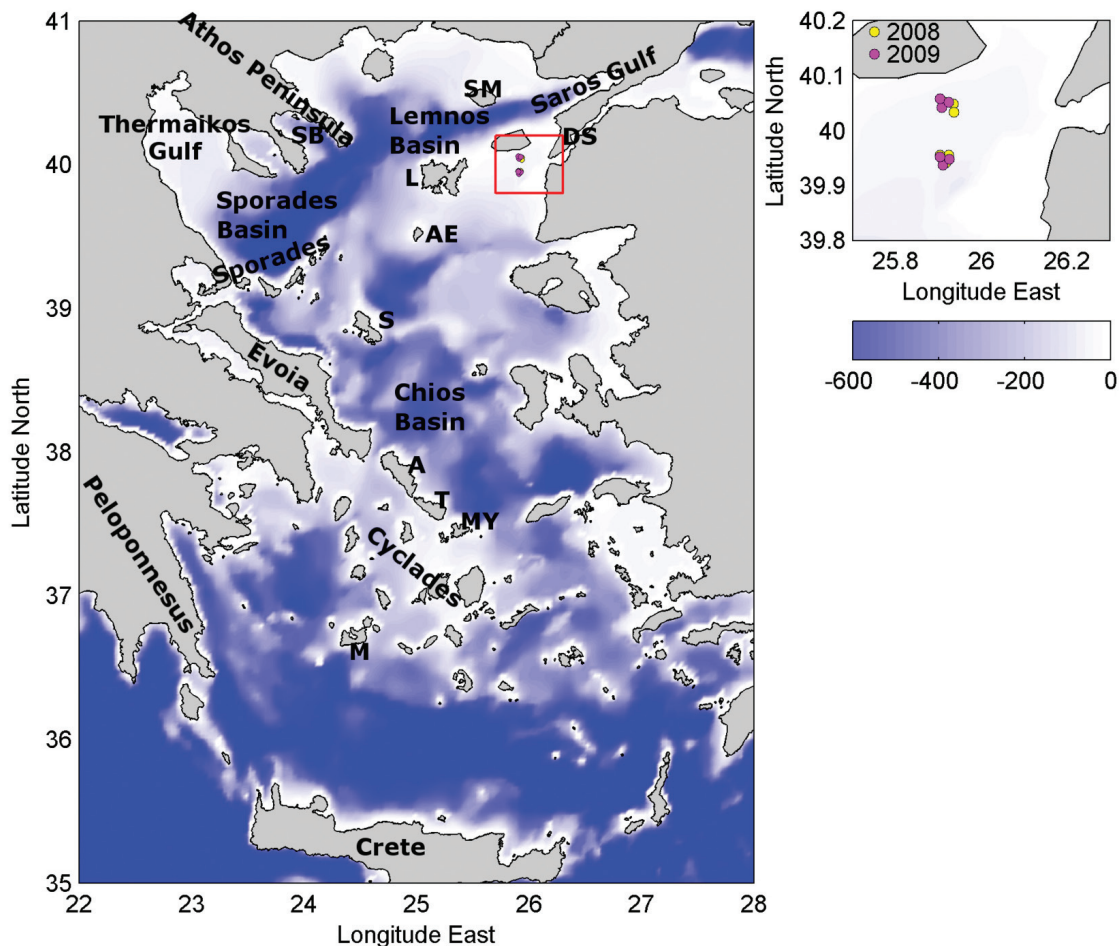 41
40
39
38
37
36
35
22
23
24
25
26
27
28
Latitude North
Longitude East
Athos Peninsula
Thermaikos
Gulf
SB
SM
Saros Gulf
Lemnos
Basin
DS
L
Sporades
Basin
Sporades
AE
S
Evoia
Chios
Basin
A
T
MY
Peloponnesus
Cyclades
M
Crete
2008
2009
40.2
40.1
40
39.9
39.8
25.8
26
26.2
Latitude North
Longitude East
-600
-400
-200
0